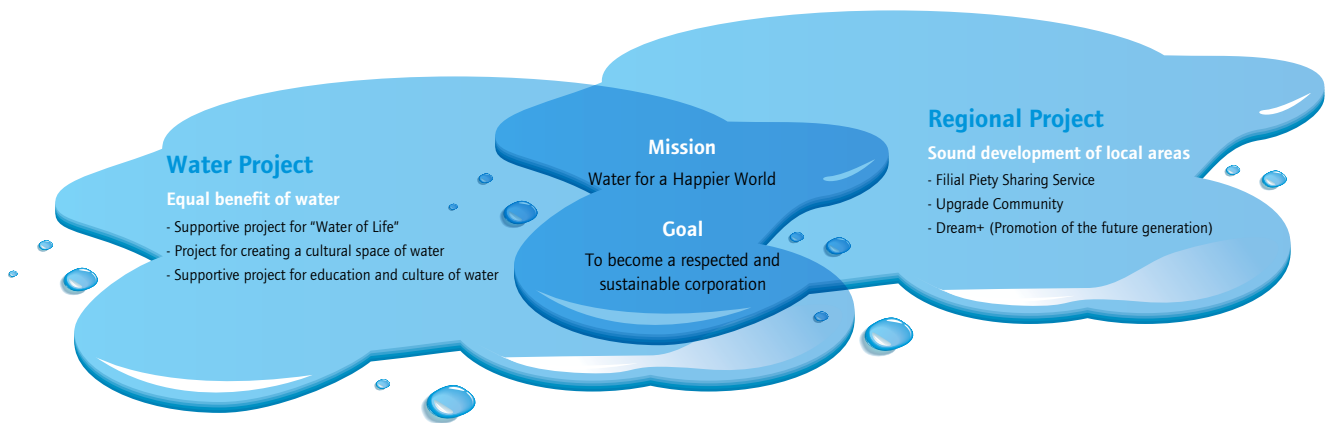 Water Project
Equal benefit of water
- Supportive project for “Water of Life”
- Project for creating a cultural space of water
- Supportive project for education and culture of water
Mission
Water for a Happier World
Goal
To become a respected and
sustainable corporation
Regional Project
Sound development of local areas
- Filial Piety Sharing Service
- Upgrade Community
- Dream+ (Promotion of the future generation)